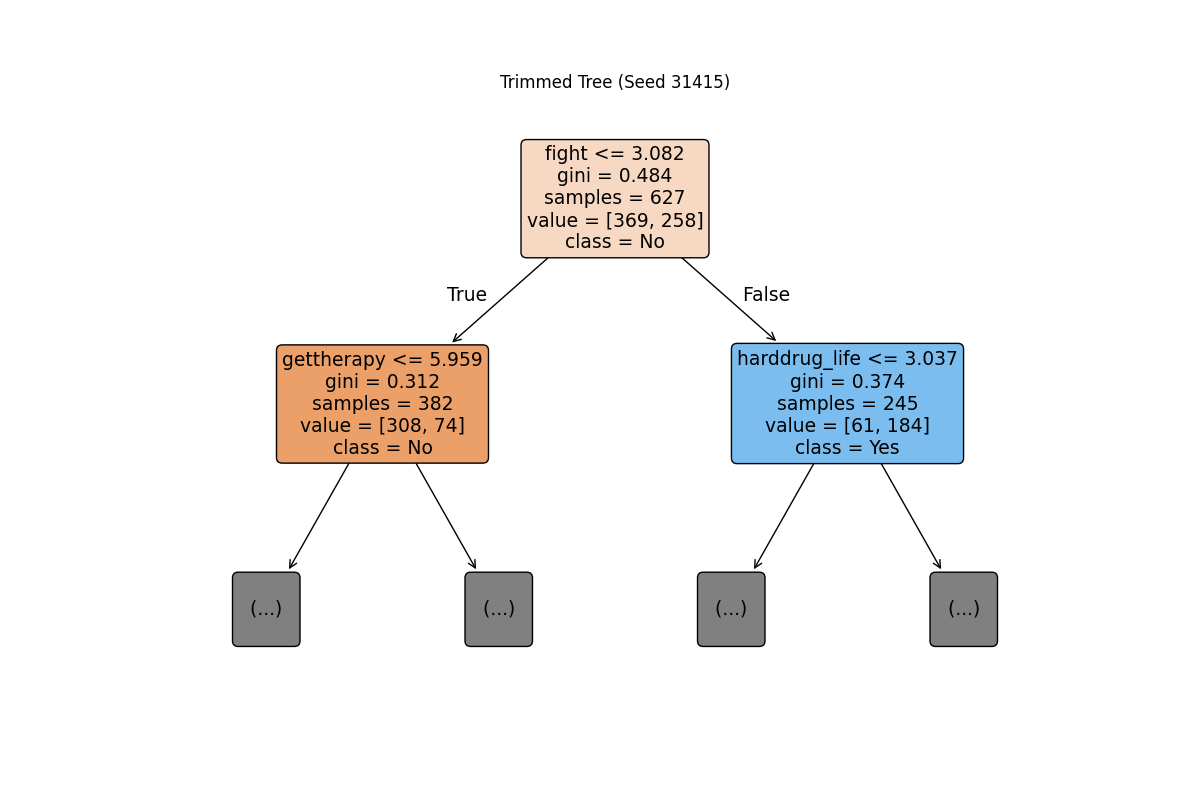 Trimmed Tree (Seed 31415)
fight <= 3.082
gini = 0.484
samples = 627
value = [369, 258]
class = No
True
False
gettherapy <= 5.959
gini = 0.312
samples = 382
value = [308, 74]
class = No
harddrug_life <= 3.037
gini = 0.374
samples = 245
value = [61, 184]
class = Yes
(...)
(...)
(...)
(...)